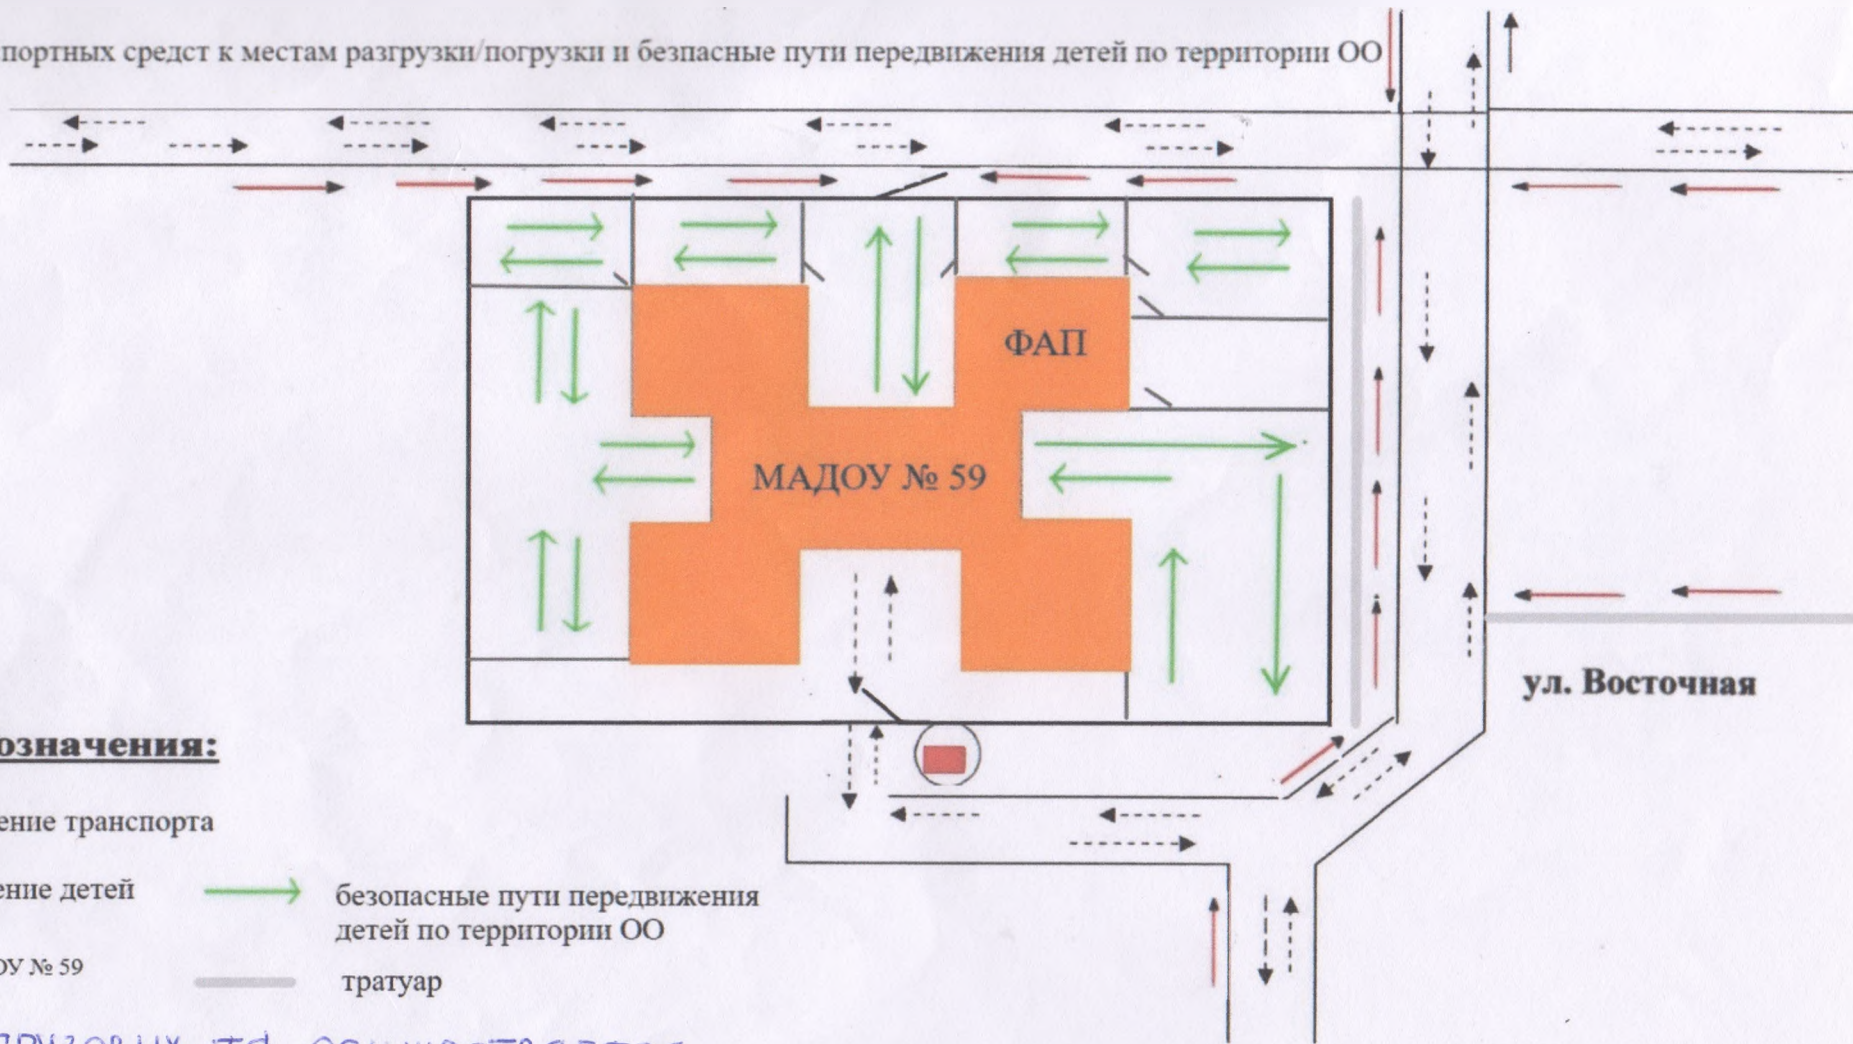 портных средст к местам разгрузки/погрузки и безпасные пути передвижения детей по территории ОО
ФАП
МАДОУ № 59
ул. Восточная
означения:
ение транспорта
ение детей
безопасные пути передвижения
детей по территории ОО
ОУ № 59
тратуар